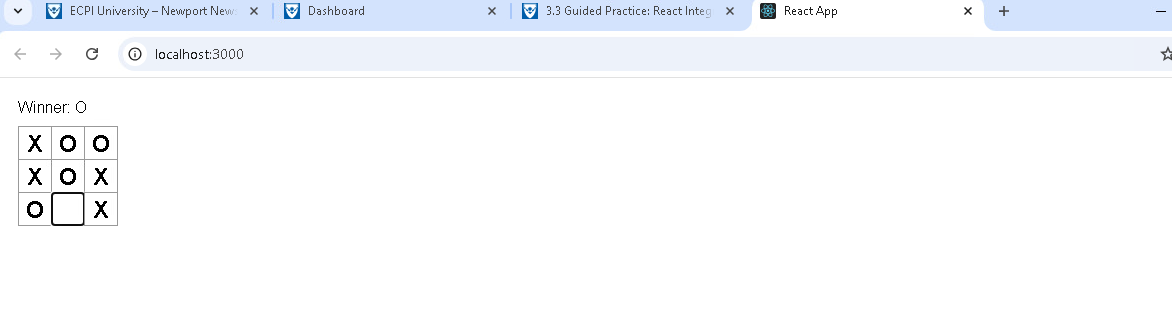 ECPI University – Newport New
Dashboard
3.3 Guided Practice: React Integ
React App
localhost:3000
Winner: O
X O O
X O X
O X